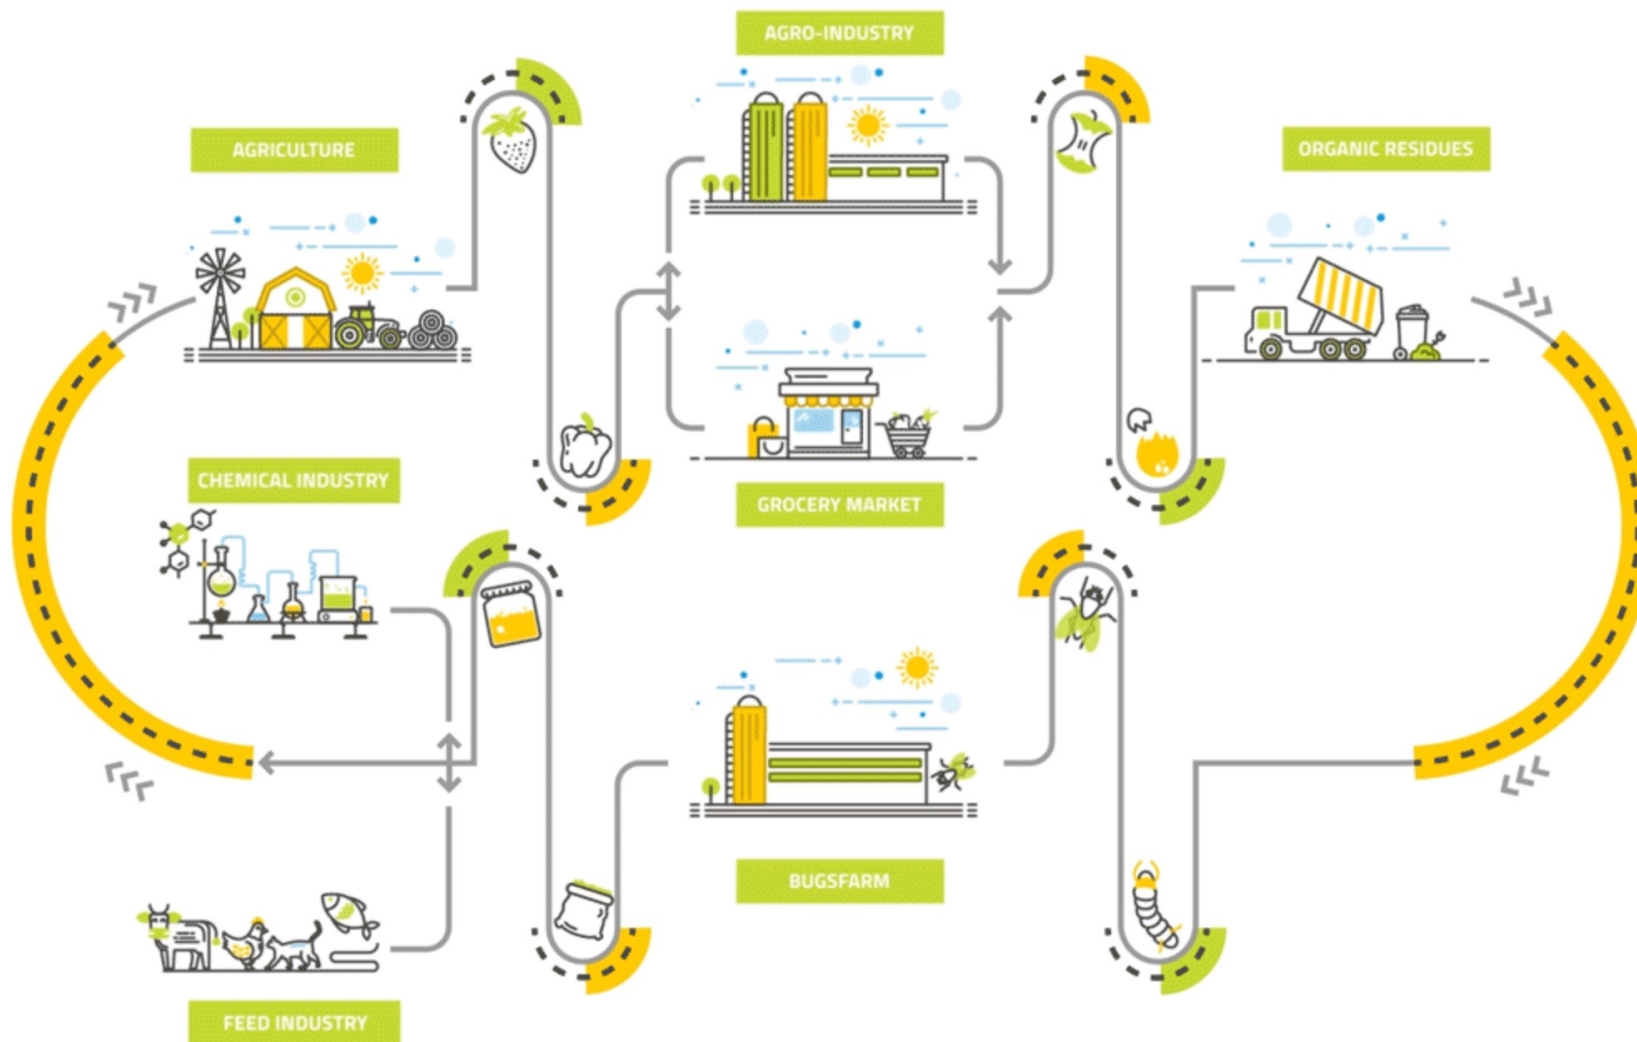 AGRO-INDUSTRY
AGRICULTURE
ORGANIC RESIDUES
CHEMICAL INDUSTRY
GROCERY MARKET
BUGSFARM
FEED INDUSTRY